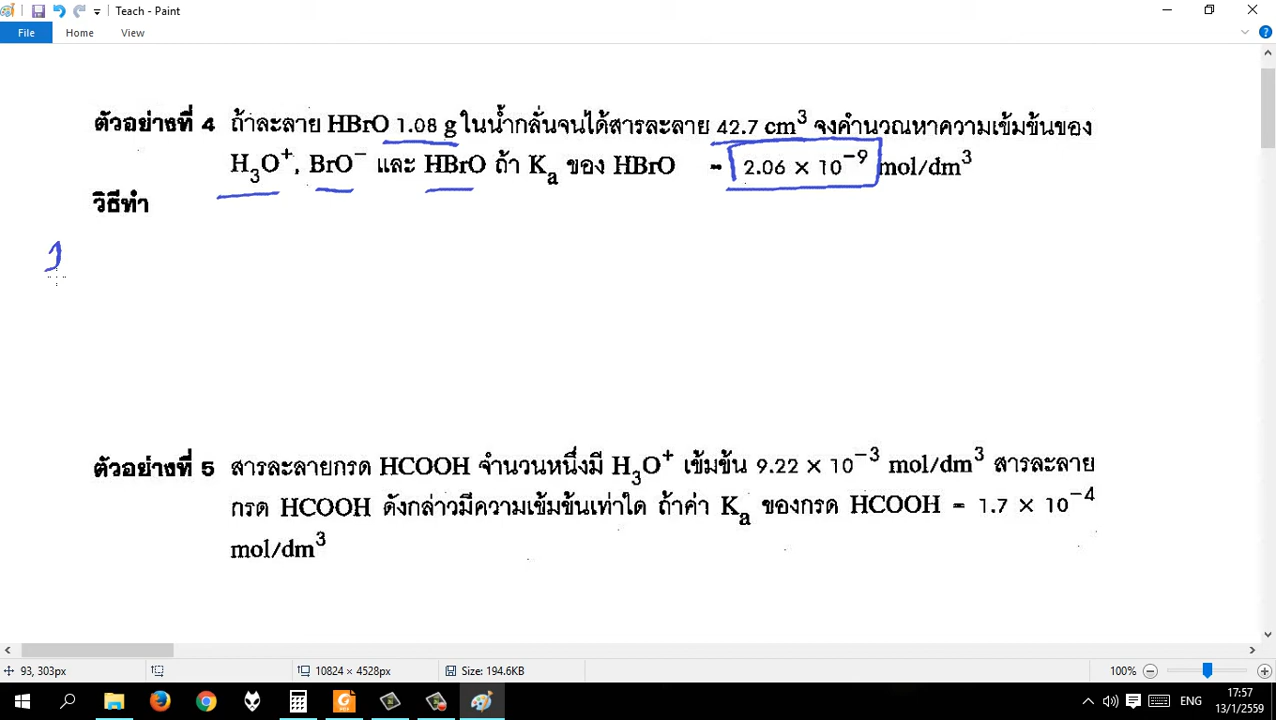 Teach - Paint
File Home View
ตัวอย่างที่ 4 ถ้าละลาย HBrO 1.08 g ในน้ำกลั่นจนได้สารละลาย 42.7 cm³ จงคำนวณหาความเข้มข้นของ
H₃O⁺, BrO⁻ และ HBrO ถ้า Kₐ ของ HBrO = 2.06 × 10⁻⁹ mol/dm³
วิธีทำ
ตัวอย่างที่ 5 สารละลายกรด HCOOH จำนวนหนึ่งมี H₃O⁺ เข้มข้น 9.22 × 10⁻³ mol/dm³ สารละลาย
กรด HCOOH ดังกล่าวมีความเข้มข้นเท่าใด ถ้าค่า Kₐ ของกรด HCOOH = 1.7 × 10⁻⁴
mol/dm³
93, 303px 10824 × 4528px Size: 194.6KB 100%
ENG 17:57
13/1/2559